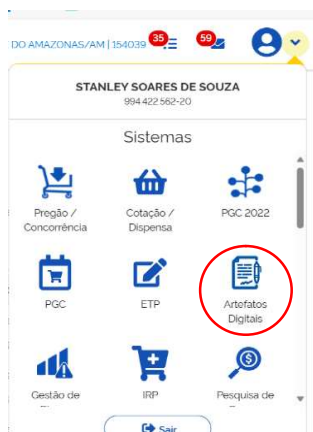 DO AMAZONAS/AM | 154039 35 59
STANLEY SOARES DE SOUZA
994.422.562-20
Sistemas
Pregão / Concorrência
Cotação / Dispensa
PGC 2022
PGC
ETP
Artefatos Digitais
Gestão de
IRP
Pesquisa de
Sair